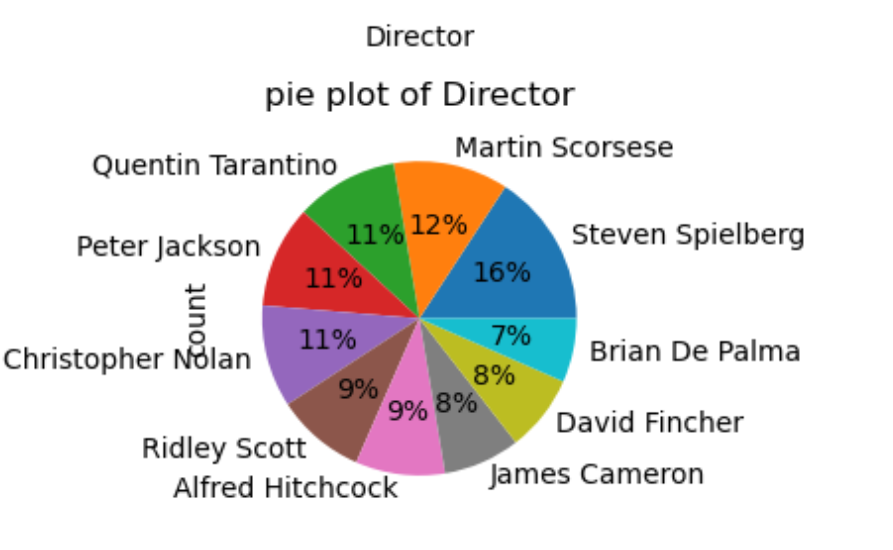 Director
pie plot of Director
Martin Scorsese
Quentin Tarantino
Steven Spielberg
Peter Jackson
Christopher Nolan
count
Ridley Scott
Alfred Hitchcock
James Cameron
David Fincher
Brian De Palma
16%
12%
11%
11%
11%
9%
9%
8%
8%
7%